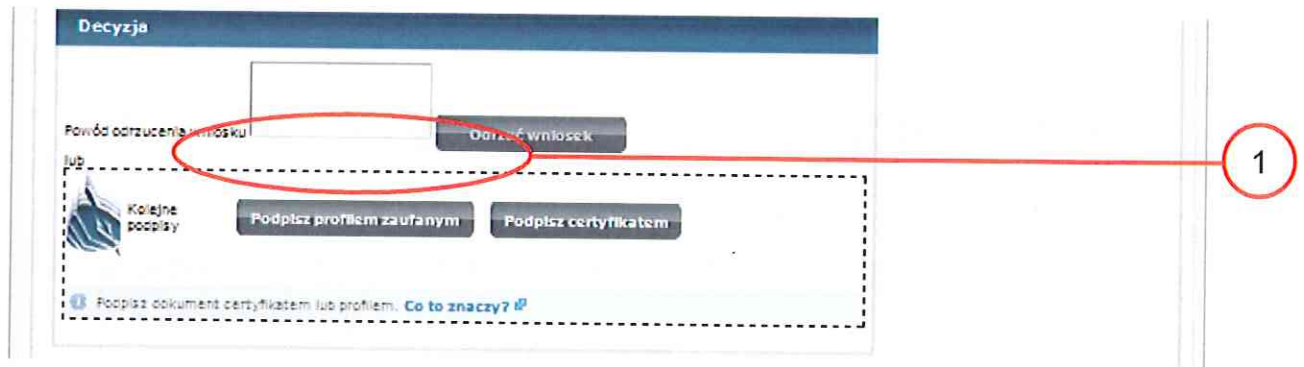 Decyzja
Powód odrzucenia wniosku
Odrzuć wniosek
lub
Kolejne
podpisy
Podpisz profilem zaufanym
Podpisz certyfikatem
Podpisz dokument certyfikatem lub profilem. Co to znaczy?
1